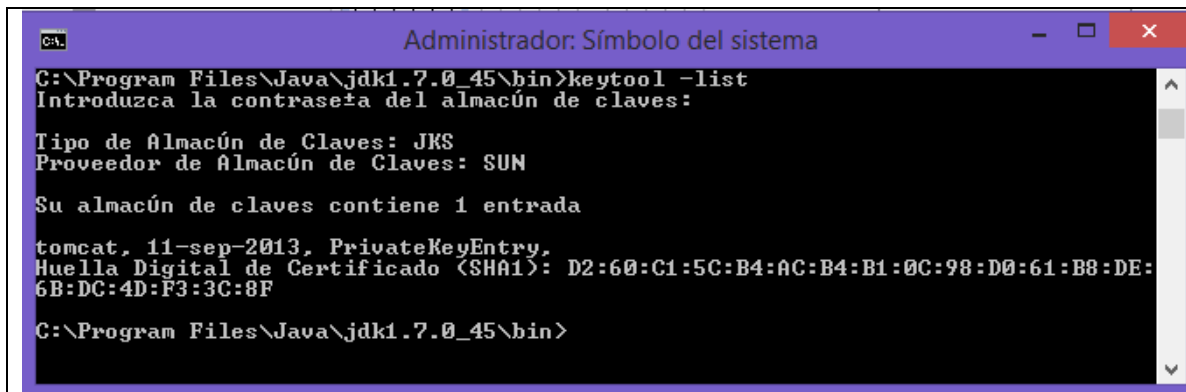 Administrador: Símbolo del sistema
C:\Program Files\Java\jdk1.7.0_45\bin>keytool -list
Introduzca la contrase±a del almacÚn de claves:
Tipo de AlmacÚn de Claves: JKS
Proveedor de AlmacÚn de Claves: SUN
Su almacÚn de claves contiene 1 entrada
tomcat, 11-sep-2013, PrivateKeyEntry,
Huella Digital de Certificado (SHA1): D2:60:C1:5C:B4:AC:B4:B1:0C:98:D0:61:B8:DE:
6B:DC:4D:F3:3C:8F
C:\Program Files\Java\jdk1.7.0_45\bin>